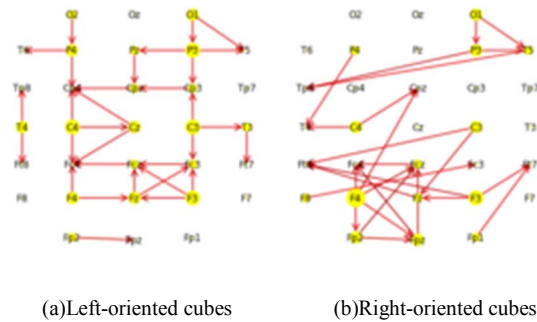 O2 Oz O1 O2 Oz O1
T6 P4 Pz P3 T5 T6 P4 Pz P3 T5
Tp8 Cp4 Cpz Cp3 Tp7 Tp8 Cp4 Cpz Cp3 Tp7
T4 C4 Cz C3 T3 T4 C4 Cz C3 T3
Ft8 Fc4 Fcz Fc3 Ft7 Ft8 Fc4 Fcz Fc3 Ft7
F8 F4 Fz F3 F7 F8 F4 Fz F3 F7
Fp2 Fpz Fp1 Fp2 Fpz Fp1
(a)Left-oriented cubes (b)Right-oriented cubes